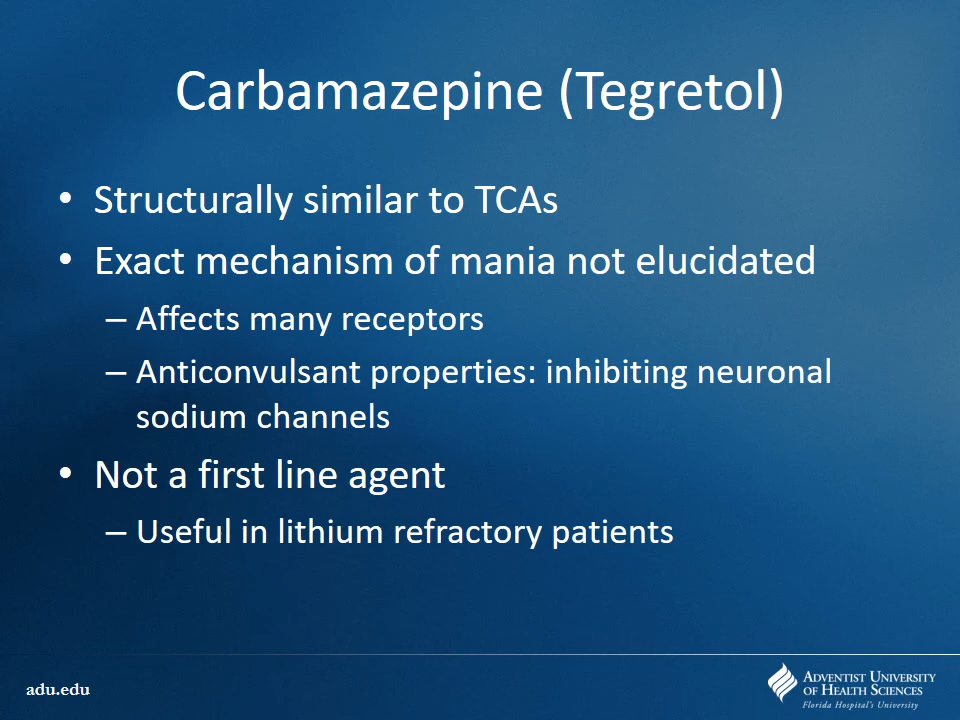 Carbamazepine (Tegretol)
• Structurally similar to TCAs
• Exact mechanism of mania not elucidated
– Affects many receptors
– Anticonvulsant properties: inhibiting neuronal
sodium channels
• Not a first line agent
– Useful in lithium refractory patients
adu.edu
ADVENTIST UNIVERSITY
OF HEALTH SCIENCES
Florida Hospital's University